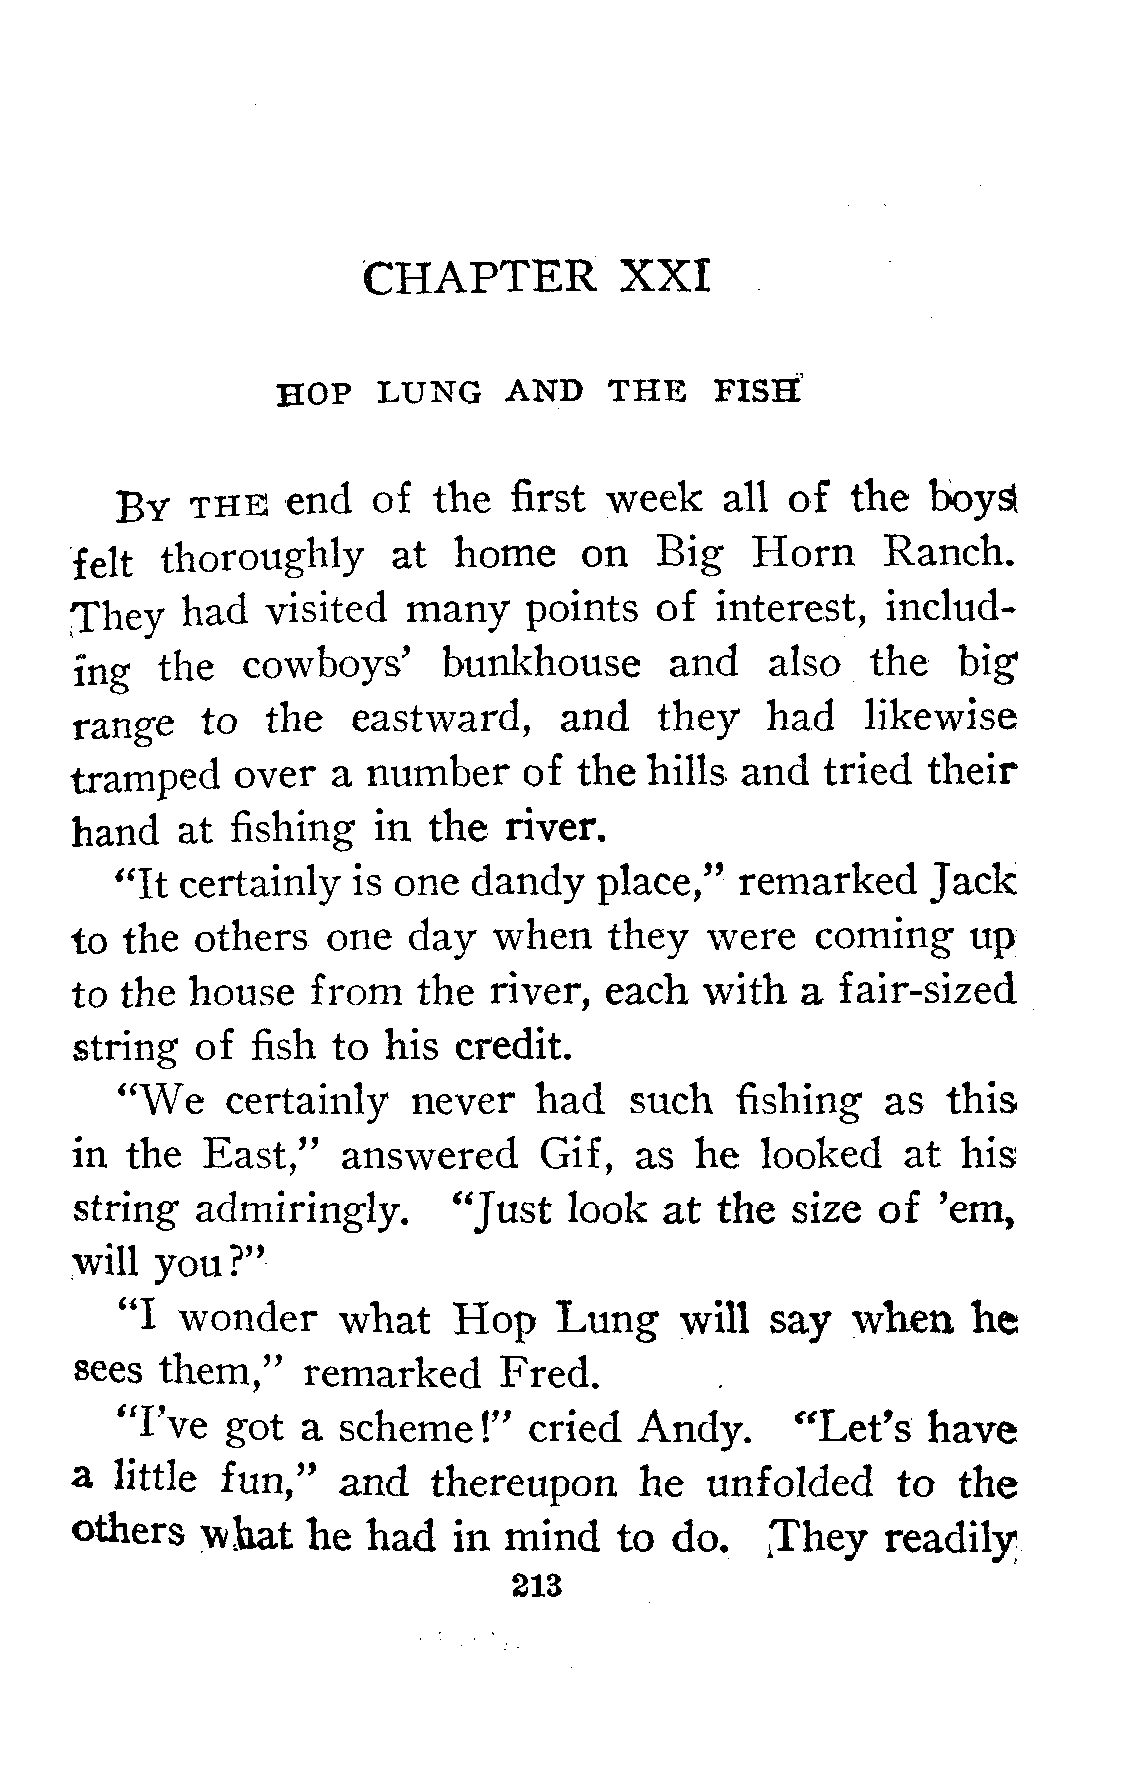 CHAPTER XXI
HOP LUNG AND THE FISH
BY THE end of the first week all of the boys
felt thoroughly at home on Big Horn Ranch.
They had visited many points of interest, includ-
ing the cowboys' bunkhouse and also the big
range to the eastward, and they had likewise
tramped over a number of the hills and tried their
hand at fishing in the river.
"It certainly is one dandy place," remarked Jack
to the others one day when they were coming up
to the house from the river, each with a fair-sized
string of fish to his credit.
"We certainly never had such fishing as this
in the East," answered Gif, as he looked at his
string admiringly. "Just look at the size of 'em,
will you?"
"I wonder what Hop Lung will say when he
sees them," remarked Fred.
"I've got a scheme!" cried Andy. "Let's have
a little fun," and thereupon he unfolded to the
others what he had in mind to do. They readily
213